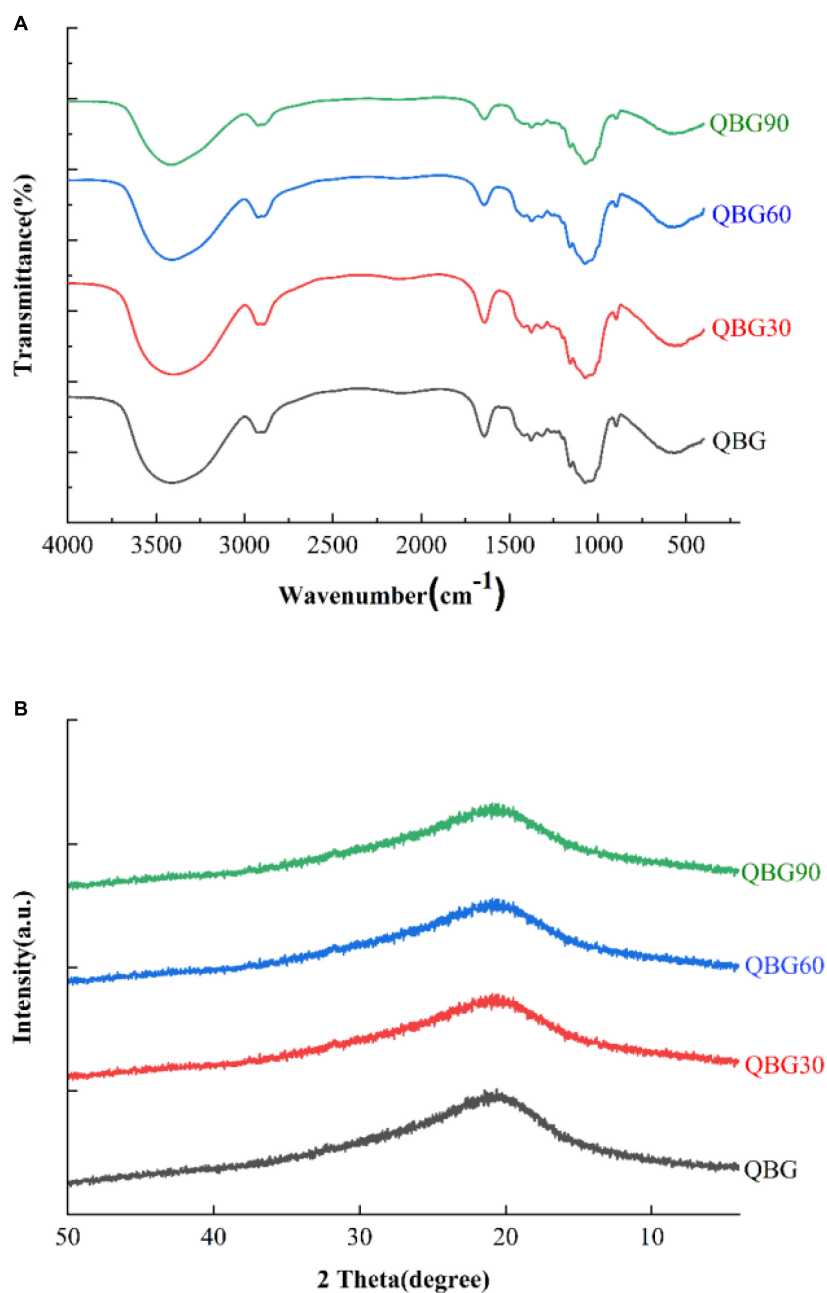 A
Transmittance(%)
QBG90
QBG60
QBG30
QBG
4000 3500 3000 2500 2000 1500 1000 500
Wavenumber(cm⁻¹)
B
Intensity(a.u.)
QBG90
QBG60
QBG30
QBG
50 40 30 20 10
2 Theta(degree)